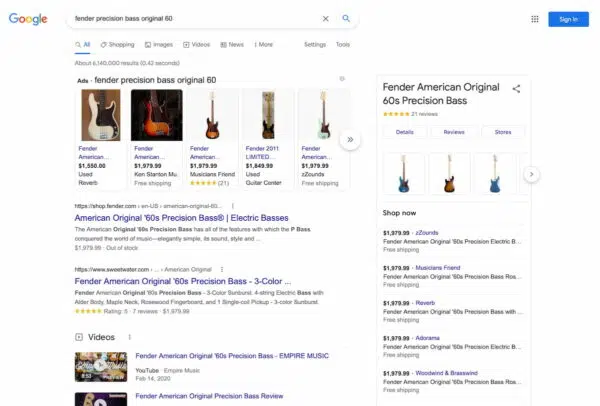 Google
fender precision bass original 60
Sign in
All
Shopping
Images
Videos
News
More
Settings
Tools
About 6,140,000 results (0.42 seconds)
Ads · fender precision bass original 60
Fender
American...
$1,550.00
Used
Reverb
Fender
American...
$1,979.99
Ken Stanton Mu.
Free shipping
Fender
American...
$1,979.99
Musicians Friend
(21)
Fender 2011
LIMITED...
$1,849.99
Used
Guitar Center
Fender
American...
$1,979.99
zZounds
Free shipping
https://shop.fender.com › en-US › american-original-60...
American Original '60s Precision Bass® | Electric Basses
The American Original '60s Precision Bass has all of the features with which the P Bass
conquered the world of music—elegantly simple, its sound, style and ...
$1,979.99 · Out of stock
https://www.sweetwater.com › ... › American Original
Fender American Original '60s Precision Bass - 3-Color ...
Fender American Original '60s Precision Bass - 3-Color Sunburst. 4-string Electric Bass with
Alder Body, Maple Neck, Rosewood Fingerboard, and 1 Single-coil Pickup - 3-color Sunburst.
Rating: 5 · 7 reviews · $1,979.99
Videos
8:53
Fender American Original '60s Precision Bass - EMPIRE MUSIC
YouTube · Empire Music
Feb 14, 2020
Fender American Original '60s Precision Bass Review
Fender American Original
60s Precision Bass
21 reviews
Details
Reviews
Stores
Shop now
$1,979.99 · zZounds
Fender American Original '60s Precision Electric B...
Free shipping
$1,979.99 · Musicians Friend
Fender American Original '60s Precision Bass Ros...
Free shipping
$1,979.99 · Reverb
Fender American Original '60s Precision Bass with ...
Free shipping
$1,979.99 · Adorama
Fender American Original '60s Precision Electric B...
Free shipping
$1,979.99 · Woodwind & Brasswind
Fender American Original '60s Precision Bass Ros...
Free shipping